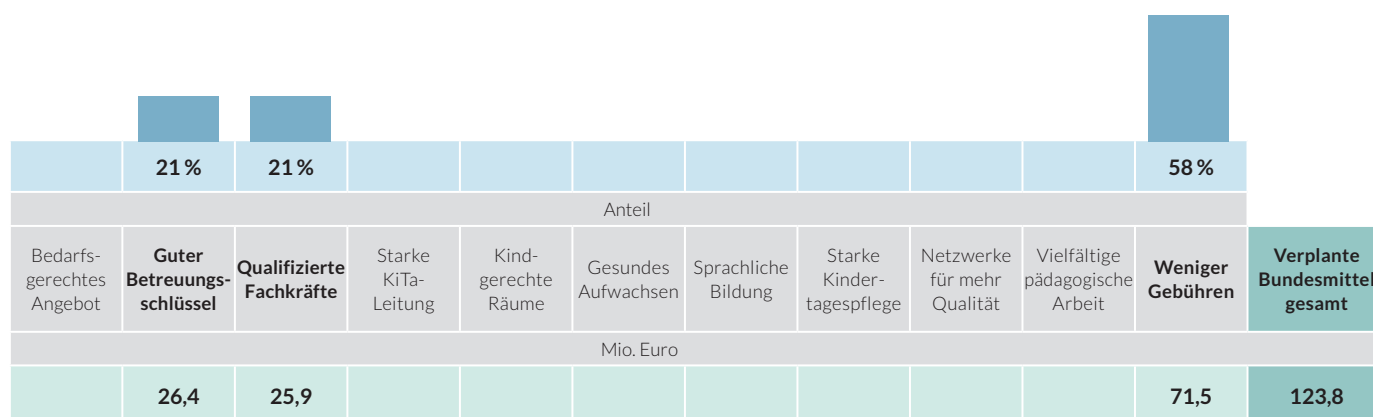 21 % 21 % 58 %
Anteil
Bedarfs-
gerechtes
Angebot
Guter
Betreuungs-
schlüssel
Qualifizierte
Fachkräfte
Starke
KiTa-
Leitung
Kind-
gerechte
Räume
Gesundes
Aufwachsen
Sprachliche
Bildung
Starke
Kinder-
tagespflege
Netzwerke
für mehr
Qualität
Vielfältige
pädagogische
Arbeit
Weniger
Gebühren
Verplante
Bundesmittel
gesamt
Mio. Euro
26,4 25,9 71,5 123,8